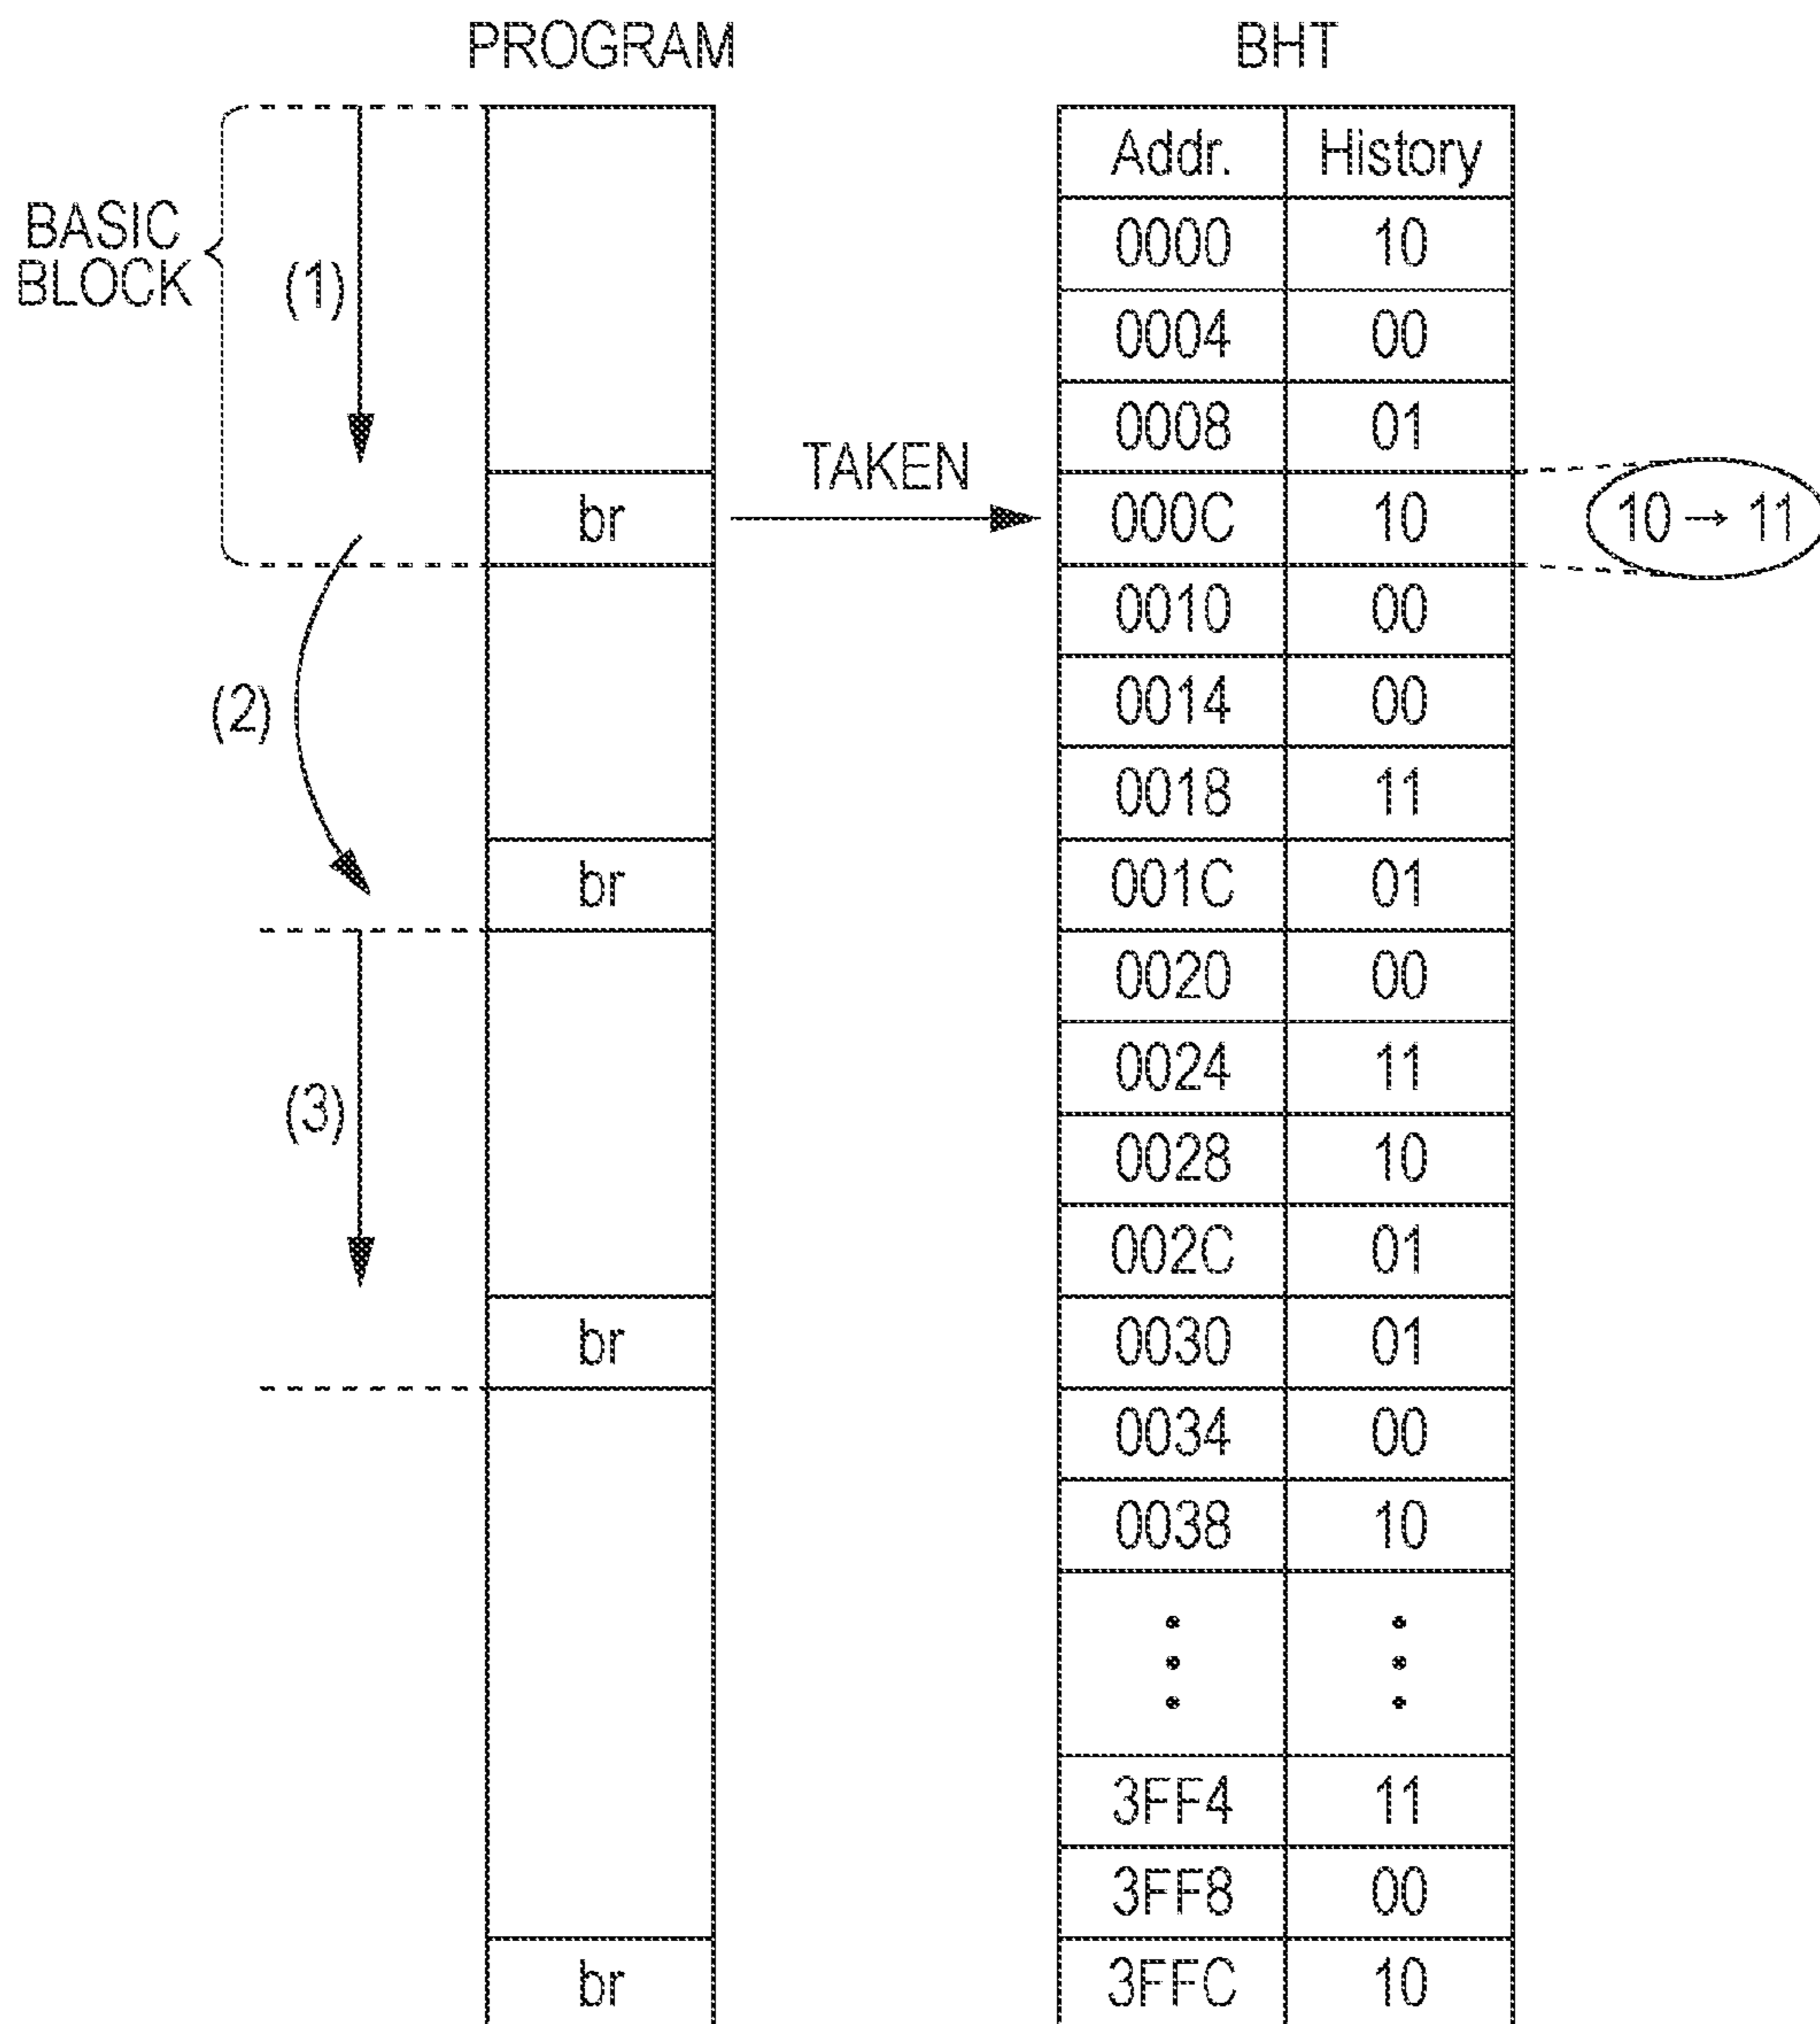 PROGRAM BHT
Addr. History
0000 10
BASIC
BLOCK
(1)
0004 00
0008 01
TAKEN
br 000C 10 10 → 11
0010 00
(2)
0014 00
0018 11
br 001C 01
0020 00
0024 11
(3)
0028 10
002C 01
br 0030 01
0034 00
0038 10
3FF4 11
3FF8 00
br 3FFC 10